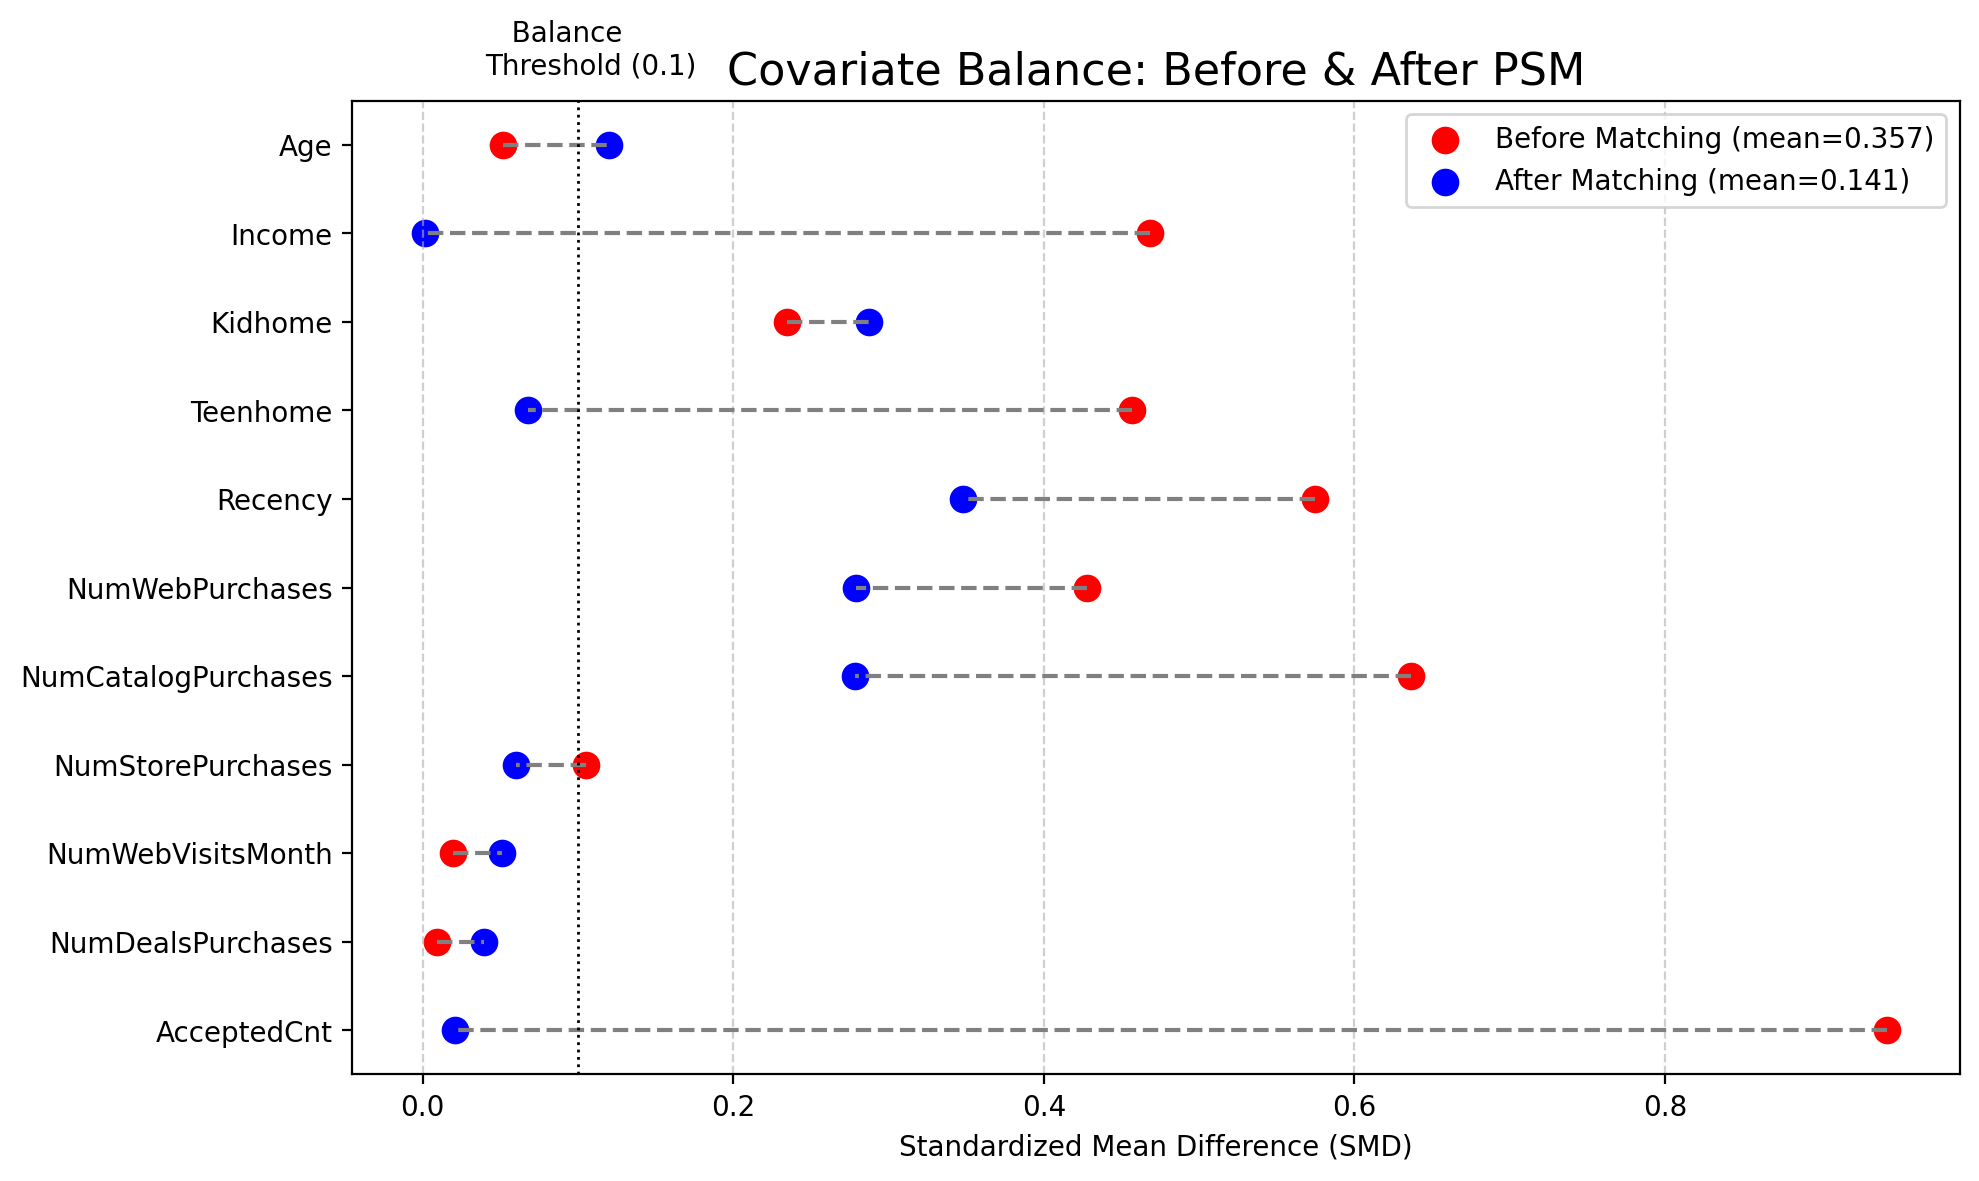 Balance
Threshold (0.1)
Covariate Balance: Before & After PSM
Before Matching (mean=0.357)
After Matching (mean=0.141)
Age
Income
Kidhome
Teenhome
Recency
NumWebPurchases
NumCatalogPurchases
NumStorePurchases
NumWebVisitsMonth
NumDealsPurchases
AcceptedCnt
0.0 0.2 0.4 0.6 0.8
Standardized Mean Difference (SMD)